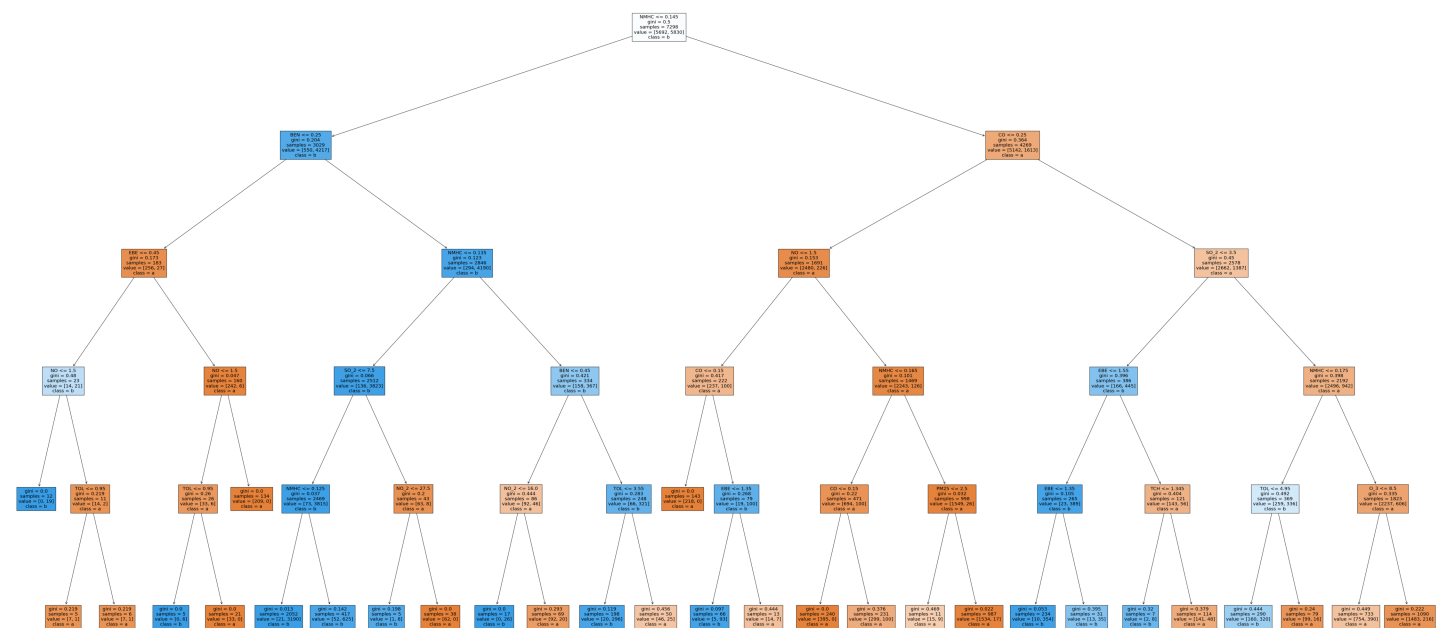 NMHC <= 0.145
gini = 0.5
samples = 7298
value = [5692, 5830]
class = b
BEN <= 0.25
gini = 0.204
samples = 3029
value = [550, 4217]
class = b
CO <= 0.25
gini = 0.364
samples = 4269
value = [5142, 1613]
class = a
EBE <= 0.45
gini = 0.173
samples = 183
value = [256, 27]
class = a
NMHC <= 0.135
gini = 0.123
samples = 2846
value = [294, 4190]
class = b
NO <= 1.5
gini = 0.153
samples = 1691
value = [2480, 226]
class = a
SO_2 <= 3.5
gini = 0.45
samples = 2578
value = [2662, 1387]
class = a
NO <= 1.5
gini = 0.48
samples = 23
value = [14, 21]
class = b
NO <= 1.5
gini = 0.047
samples = 160
value = [242, 6]
class = a
SO_2 <= 7.5
gini = 0.066
samples = 2512
value = [136, 3823]
class = b
BEN <= 0.45
gini = 0.421
samples = 334
value = [158, 367]
class = b
CO <= 0.15
gini = 0.417
samples = 222
value = [237, 100]
class = a
NMHC <= 0.165
gini = 0.101
samples = 1469
value = [2243, 126]
class = a
EBE <= 1.55
gini = 0.396
samples = 386
value = [166, 445]
class = b
NMHC <= 0.175
gini = 0.398
samples = 2192
value = [2496, 942]
class = a
gini = 0.0
samples = 12
value = [0, 19]
class = b
TOL <= 0.95
gini = 0.219
samples = 11
value = [14, 2]
class = a
TOL <= 0.95
gini = 0.26
samples = 26
value = [33, 6]
class = a
gini = 0.0
samples = 134
value = [209, 0]
class = a
NMHC <= 0.125
gini = 0.037
samples = 2469
value = [73, 3815]
class = b
NO_2 <= 27.5
gini = 0.2
samples = 43
value = [63, 8]
class = a
NO_2 <= 16.0
gini = 0.444
samples = 86
value = [92, 46]
class = a
TOL <= 3.55
gini = 0.283
samples = 248
value = [66, 321]
class = b
gini = 0.0
samples = 143
value = [218, 0]
class = a
EBE <= 1.35
gini = 0.268
samples = 79
value = [19, 100]
class = b
CO <= 0.15
gini = 0.22
samples = 471
value = [694, 100]
class = a
PM25 <= 2.5
gini = 0.032
samples = 998
value = [1549, 26]
class = a
EBE <= 1.35
gini = 0.105
samples = 265
value = [23, 389]
class = b
TCH <= 1.345
gini = 0.404
samples = 121
value = [143, 56]
class = a
TOL <= 4.95
gini = 0.492
samples = 369
value = [259, 336]
class = b
O_3 <= 8.5
gini = 0.335
samples = 1823
value = [2237, 606]
class = a
gini = 0.219
samples = 5
value = [7, 1]
class = a
gini = 0.219
samples = 6
value = [7, 1]
class = a
gini = 0.0
samples = 5
value = [0, 6]
class = b
gini = 0.0
samples = 21
value = [33, 0]
class = a
gini = 0.013
samples = 2052
value = [21, 3190]
class = b
gini = 0.142
samples = 417
value = [52, 625]
class = b
gini = 0.198
samples = 5
value = [1, 8]
class = b
gini = 0.0
samples = 38
value = [62, 0]
class = a
gini = 0.0
samples = 17
value = [0, 26]
class = b
gini = 0.293
samples = 69
value = [92, 20]
class = a
gini = 0.119
samples = 198
value = [20, 296]
class = b
gini = 0.456
samples = 50
value = [46, 25]
class = a
gini = 0.097
samples = 66
value = [5, 93]
class = b
gini = 0.444
samples = 13
value = [14, 7]
class = a
gini = 0.0
samples = 240
value = [395, 0]
class = a
gini = 0.376
samples = 231
value = [299, 100]
class = a
gini = 0.469
samples = 11
value = [15, 9]
class = a
gini = 0.022
samples = 987
value = [1534, 17]
class = a
gini = 0.053
samples = 234
value = [10, 354]
class = b
gini = 0.395
samples = 31
value = [13, 35]
class = b
gini = 0.32
samples = 7
value = [2, 8]
class = b
gini = 0.379
samples = 114
value = [141, 48]
class = a
gini = 0.444
samples = 290
value = [160, 320]
class = b
gini = 0.24
samples = 79
value = [99, 16]
class = a
gini = 0.449
samples = 733
value = [754, 390]
class = a
gini = 0.222
samples = 1090
value = [1483, 216]
class = a